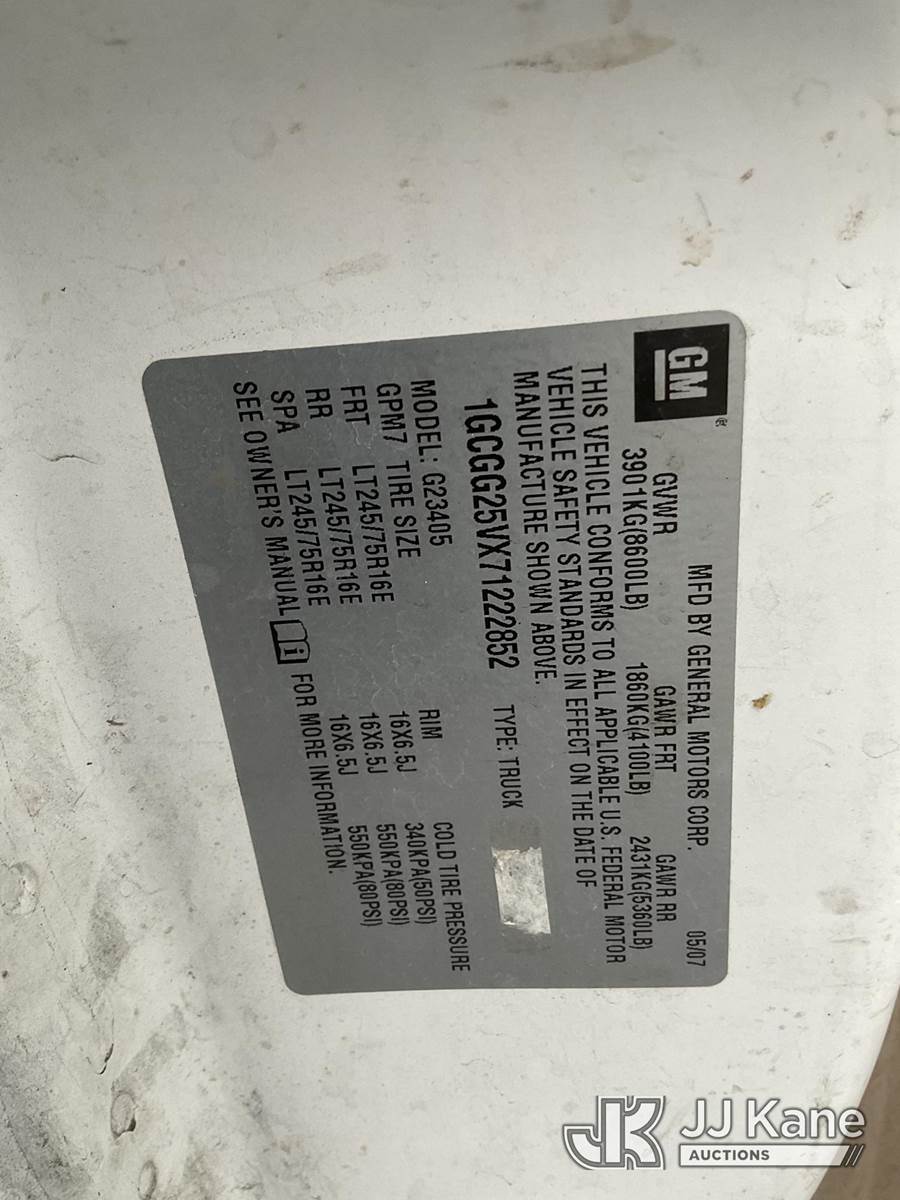 GM®
MFD BY GENERAL MOTORS CORP. 05/07
GVWR GAWR FRT GAWR RR
3901KG(8600LB) 1860KG(4100LB) 2431KG(5360LB)
THIS VEHICLE CONFORMS TO ALL APPLICABLE U.S. FEDERAL MOTOR
VEHICLE SAFETY STANDARDS IN EFFECT ON THE DATE OF
MANUFACTURE SHOWN ABOVE.
1GCGG25VX71222852 TYPE: TRUCK
MODEL: G23405
GPM7 TIRE SIZE RIM COLD TIRE PRESSURE
FRT LT245/75R16E 16X6.5J 340KPA(50PSI)
RR LT245/75R16E 16X6.5J 550KPA(80PSI)
SPA LT245/75R16E 16X6.5J 550KPA(80PSI)
SEE OWNER'S MANUAL FOR MORE INFORMATION.
JK JJ Kane
AUCTIONS